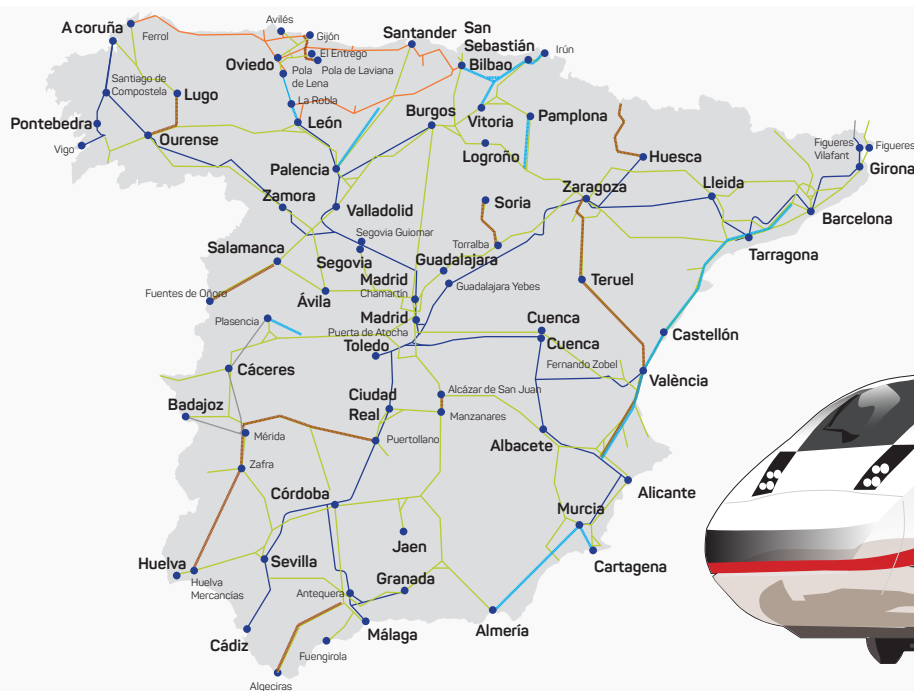 Avilés
A coruña
Ferrol
Gijón
Santander
San
Sebastián
Irún
El Entrego
Oviedo
Bilbao
Pola
de Lena
Pola de Laviana
Santiago de
Compostela
Lugo
La Robla
León
Burgos
Vitoria
Pamplona
Pontebedra
Ourense
Logroño
Vigo
Huesca
Figueres
Vilafant
Figueres
Girona
Palencia
Zamora
Valladolid
Soria
Zaragoza
Lleida
Barcelona
Segovia Guiomar
Salamanca
Segovia
Torralba
Tarragona
Guadalajara
Madrid
Chamartín
Guadalajara Yebes
Teruel
Fuentes de Oñoro
Ávila
Plasencia
Madrid
Puerta de Atocha
Cuenca
Castellón
Toledo
Cuenca
Fernando Zobel
Cáceres
València
Alcázar de San Juan
Ciudad
Real
Badajoz
Manzanares
Mérida
Puertollano
Albacete
Zafra
Alicante
Córdoba
Murcia
Jaen
Huelva
Sevilla
Cartagena
Huelva
Mercancías
Granada
Antequera
Almería
Cádiz
Málaga
Fuengirola
Algeciras